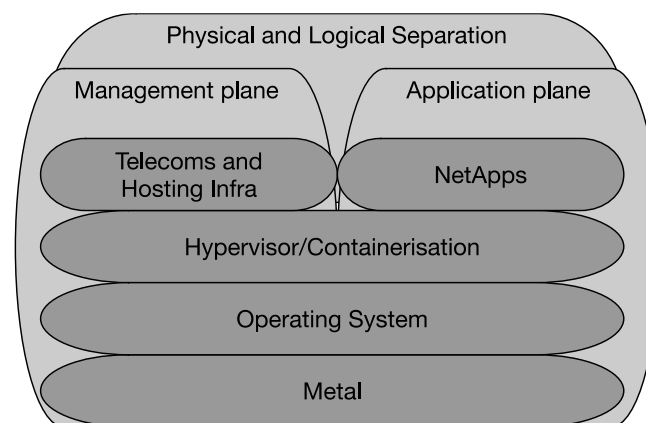 Physical and Logical Separation
Management plane
Application plane
Telecoms and
Hosting Infra
NetApps
Hypervisor/Containerisation
Operating System
Metal